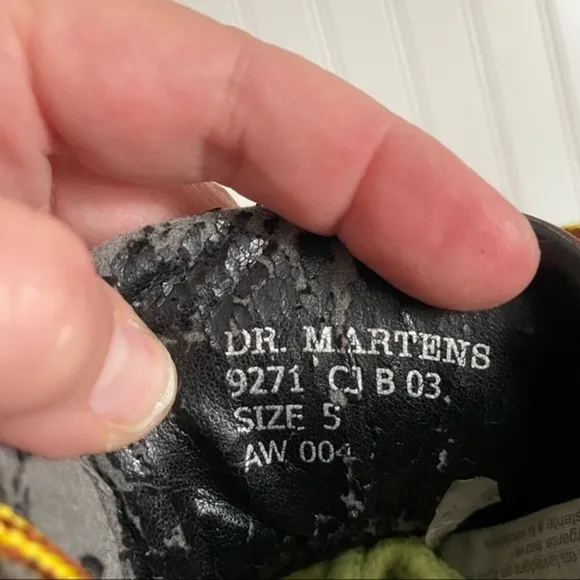 DR. MARTENS
9271 CJ B 03
SIZE 5
AW 004